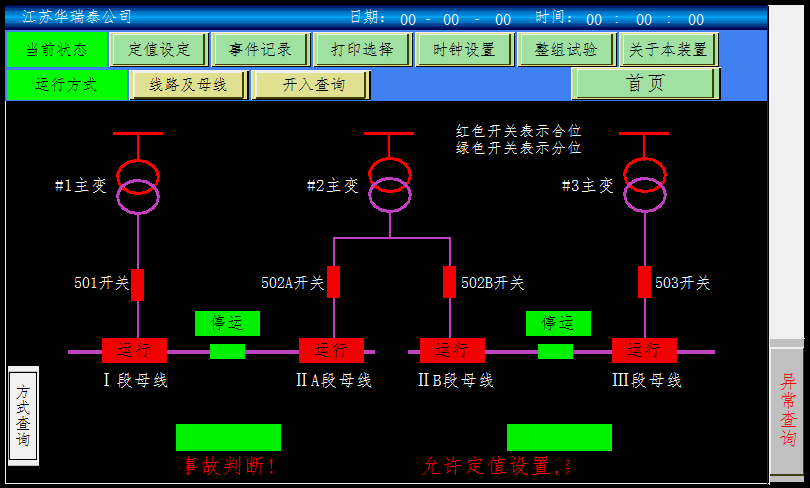 江苏华瑞泰公司 日期: 00 - 00 - 00 时间: 00 : 00 : 00
当前状态 定值设定 事件记录 打印选择 时钟设置 整组试验 关于本装置
运行方式 线路及母线 开入查询 首页
红色开关表示合位
绿色开关表示分位
#1主变 #2主变 #3主变
501开关 502A开关 502B开关 503开关
停运 停运
运行 运行 运行 运行
Ⅰ段母线 ⅡA段母线 ⅡB段母线 Ⅲ段母线
方式查询
异常查询
事故判断! 允许定值设置,